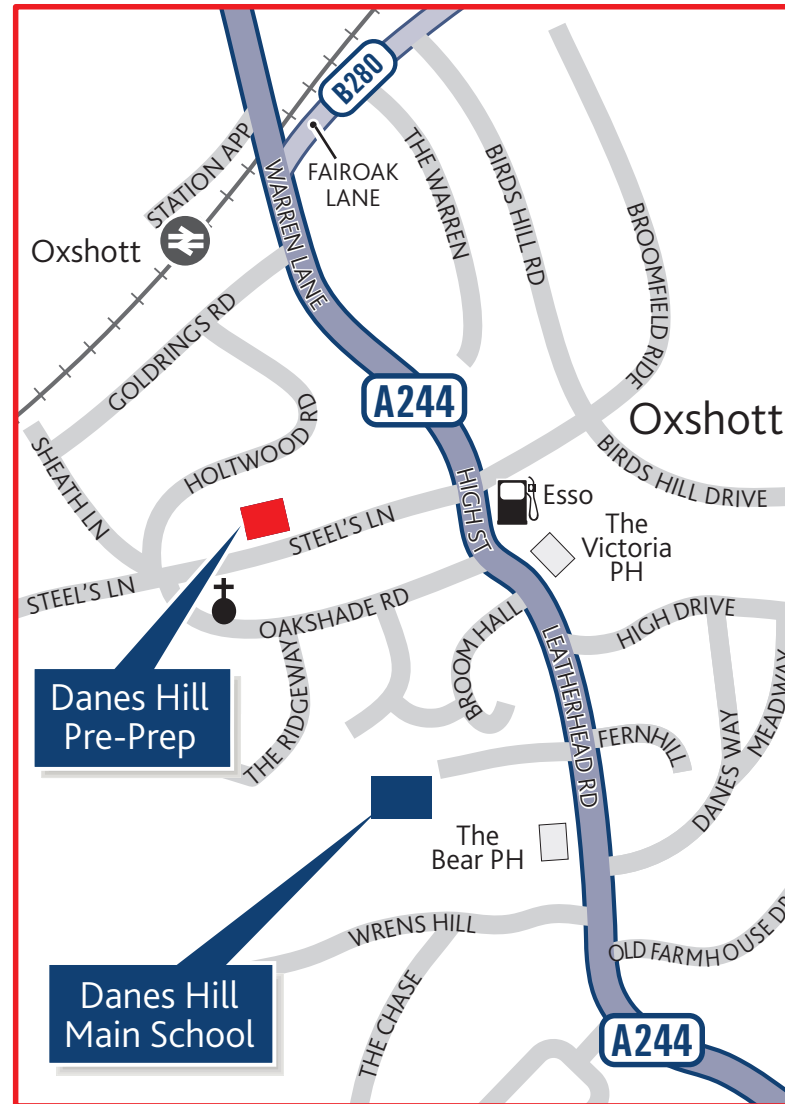 B280
STATION APP
FAIROAK
LANE
THE WARREN
BIRDS HILL RD
BROOMFIELD RIDE
WARREN LANE
Oxshott
GOLDRINGS RD
A244
Oxshott
HOLTWOOD RD
SHEATH LN
BIRDS HILL DRIVE
HIGH ST
Esso
STEEL'S LN
The
Victoria
PH
STEEL'S LN
OAKSHADE RD
HIGH DRIVE
BROOM HALL
LEATHERHEAD RD
Danes Hill
Pre-Prep
THE RIDGEWAY
FERNHILL
DANES WAY
MEADWAY
The
Bear PH
WRENS HILL
OLD FARMHOUSE DR
Danes Hill
Main School
THE CHASE
A244